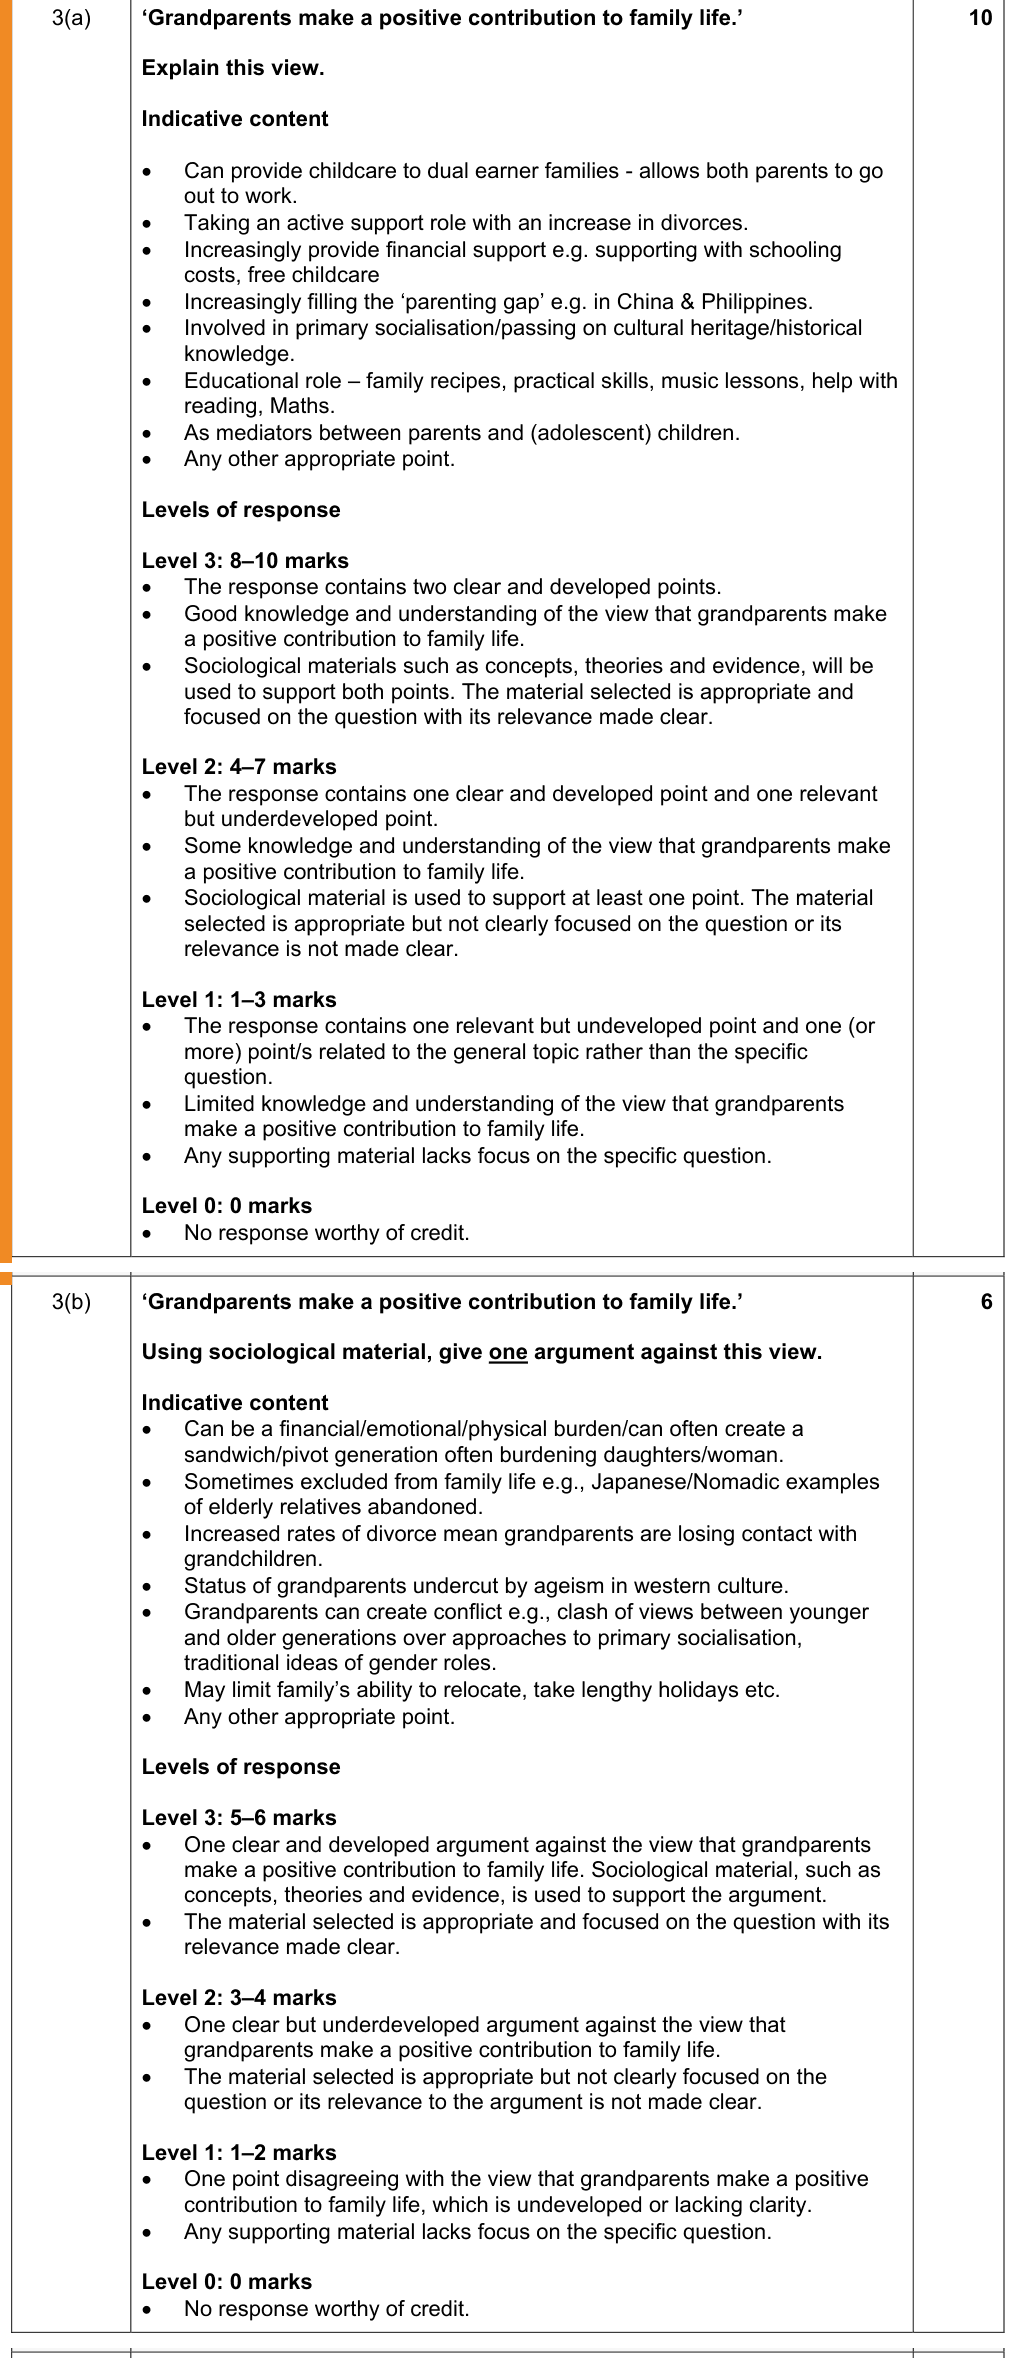 3(a)
‘Grandparents make a positive contribution to family life.’
10
Explain this view.
Indicative content
• Can provide childcare to dual earner families - allows both parents to go
out to work.
• Taking an active support role with an increase in divorces.
• Increasingly provide financial support e.g. supporting with schooling
costs, free childcare
• Increasingly filling the ‘parenting gap’ e.g. in China & Philippines.
• Involved in primary socialisation/passing on cultural heritage/historical
knowledge.
• Educational role – family recipes, practical skills, music lessons, help with
reading, Maths.
• As mediators between parents and (adolescent) children.
• Any other appropriate point.
Levels of response
Level 3: 8–10 marks
• The response contains two clear and developed points.
• Good knowledge and understanding of the view that grandparents make
a positive contribution to family life.
• Sociological materials such as concepts, theories and evidence, will be
used to support both points. The material selected is appropriate and
focused on the question with its relevance made clear.
Level 2: 4–7 marks
• The response contains one clear and developed point and one relevant
but underdeveloped point.
• Some knowledge and understanding of the view that grandparents make
a positive contribution to family life.
• Sociological material is used to support at least one point. The material
selected is appropriate but not clearly focused on the question or its
relevance is not made clear.
Level 1: 1–3 marks
• The response contains one relevant but undeveloped point and one (or
more) point/s related to the general topic rather than the specific
question.
• Limited knowledge and understanding of the view that grandparents
make a positive contribution to family life.
• Any supporting material lacks focus on the specific question.
Level 0: 0 marks
• No response worthy of credit.
3(b)
‘Grandparents make a positive contribution to family life.’
6
Using sociological material, give one argument against this view.
Indicative content
• Can be a financial/emotional/physical burden/can often create a
sandwich/pivot generation often burdening daughters/woman.
• Sometimes excluded from family life e.g., Japanese/Nomadic examples
of elderly relatives abandoned.
• Increased rates of divorce mean grandparents are losing contact with
grandchildren.
• Status of grandparents undercut by ageism in western culture.
• Grandparents can create conflict e.g., clash of views between younger
and older generations over approaches to primary socialisation,
traditional ideas of gender roles.
• May limit family’s ability to relocate, take lengthy holidays etc.
• Any other appropriate point.
Levels of response
Level 3: 5–6 marks
• One clear and developed argument against the view that grandparents
make a positive contribution to family life. Sociological material, such as
concepts, theories and evidence, is used to support the argument.
• The material selected is appropriate and focused on the question with its
relevance made clear.
Level 2: 3–4 marks
• One clear but underdeveloped argument against the view that
grandparents make a positive contribution to family life.
• The material selected is appropriate but not clearly focused on the
question or its relevance to the argument is not made clear.
Level 1: 1–2 marks
• One point disagreeing with the view that grandparents make a positive
contribution to family life, which is undeveloped or lacking clarity.
• Any supporting material lacks focus on the specific question.
Level 0: 0 marks
• No response worthy of credit.